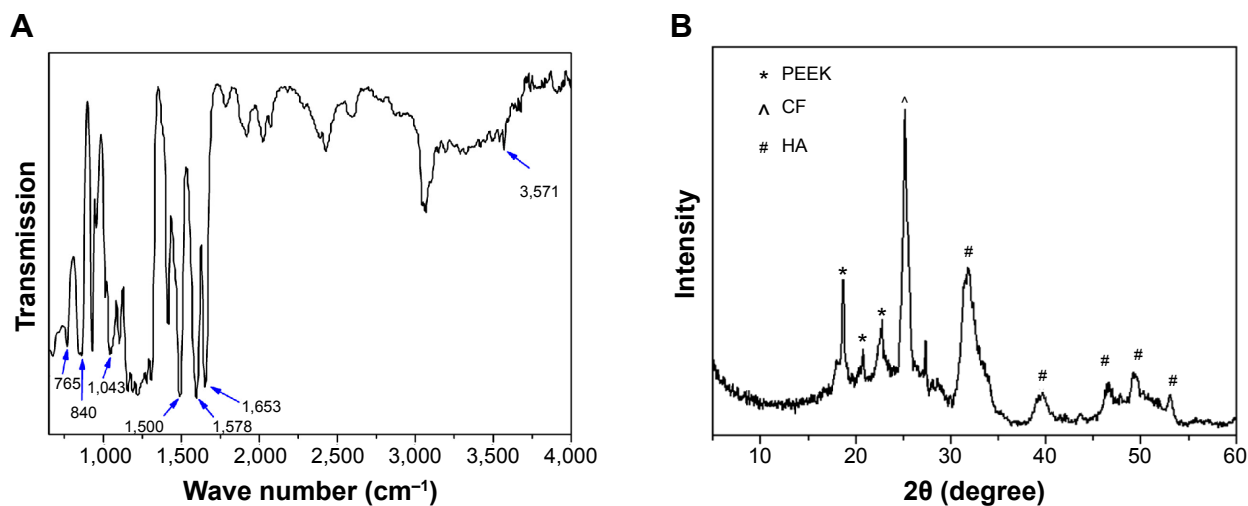 A
Transmission
765
840
1,043
1,500
1,578
1,653
3,571
1,000 1,500 2,000 2,500 3,000 3,500 4,000
Wave number (cm⁻¹)
B
Intensity
* PEEK
^ CF
# HA
* * * ^ # # # # #
10 20 30 40 50 60
2θ (degree)